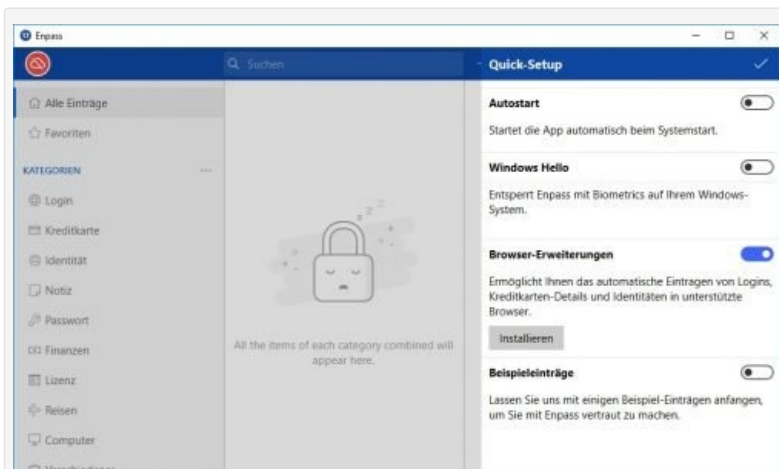 Enpass
Suchen
Quick-Setup
Alle Einträge
Favoriten
KATEGORIEN
Login
Kreditkarte
Identität
Notiz
Passwort
Finanzen
Lizenz
Reisen
Computer
Verschiedenes
All the items of each category combined will
appear here.
Autostart
Startet die App automatisch beim Systemstart.
Windows Hello
Entsperrt Enpass mit Biometrics auf Ihrem Windows-
System.
Browser-Erweiterungen
Ermöglicht Ihnen das automatische Eintragen von Logins,
Kreditkarten-Details und Identitäten in unterstützte
Browser.
Installieren
Beispieleinträge
Lassen Sie uns mit einigen Beispiel-Einträgen anfangen,
um Sie mit Enpass vertraut zu machen.